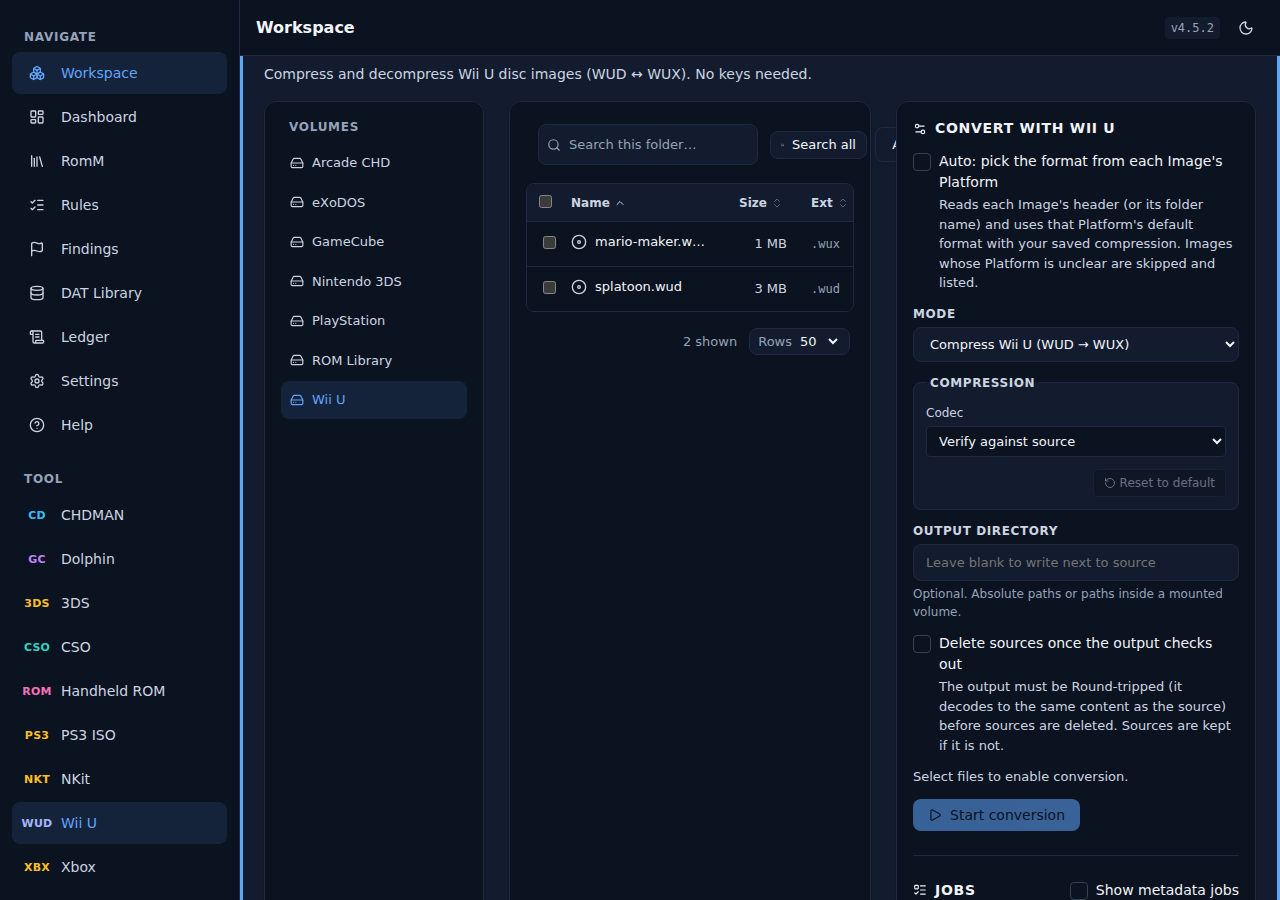 NAVIGATE
Workspace
Dashboard
RomM
Rules
Findings
DAT Library
Ledger
Settings
Help
TOOL
CD CHDMAN
GC Dolphin
3DS 3DS
CSO CSO
ROM Handheld ROM
PS3 PS3 ISO
NKT NKit
WUD Wii U
XBX Xbox
Workspace
v4.5.2
Compress and decompress Wii U disc images (WUD ↔ WUX). No keys needed.
VOLUMES
Arcade CHD
eXoDOS
GameCube
Nintendo 3DS
PlayStation
ROM Library
Wii U
Search this folder…
Search all
Name Size Ext
mario-maker.w… 1 MB .wux
splatoon.wud 3 MB .wud
2 shown Rows 50
CONVERT WITH WII U
Auto: pick the format from each Image's
Platform
Reads each Image's header (or its folder
name) and uses that Platform's default
format with your saved compression. Images
whose Platform is unclear are skipped and
listed.
MODE
Compress Wii U (WUD → WUX)
COMPRESSION
Codec
Verify against source
Reset to default
OUTPUT DIRECTORY
Leave blank to write next to source
Optional. Absolute paths or paths inside a mounted
volume.
Delete sources once the output checks
out
The output must be Round-tripped (it
decodes to the same content as the source)
before sources are deleted. Sources are kept
if it is not.
Select files to enable conversion.
Start conversion
JOBS
Show metadata jobs